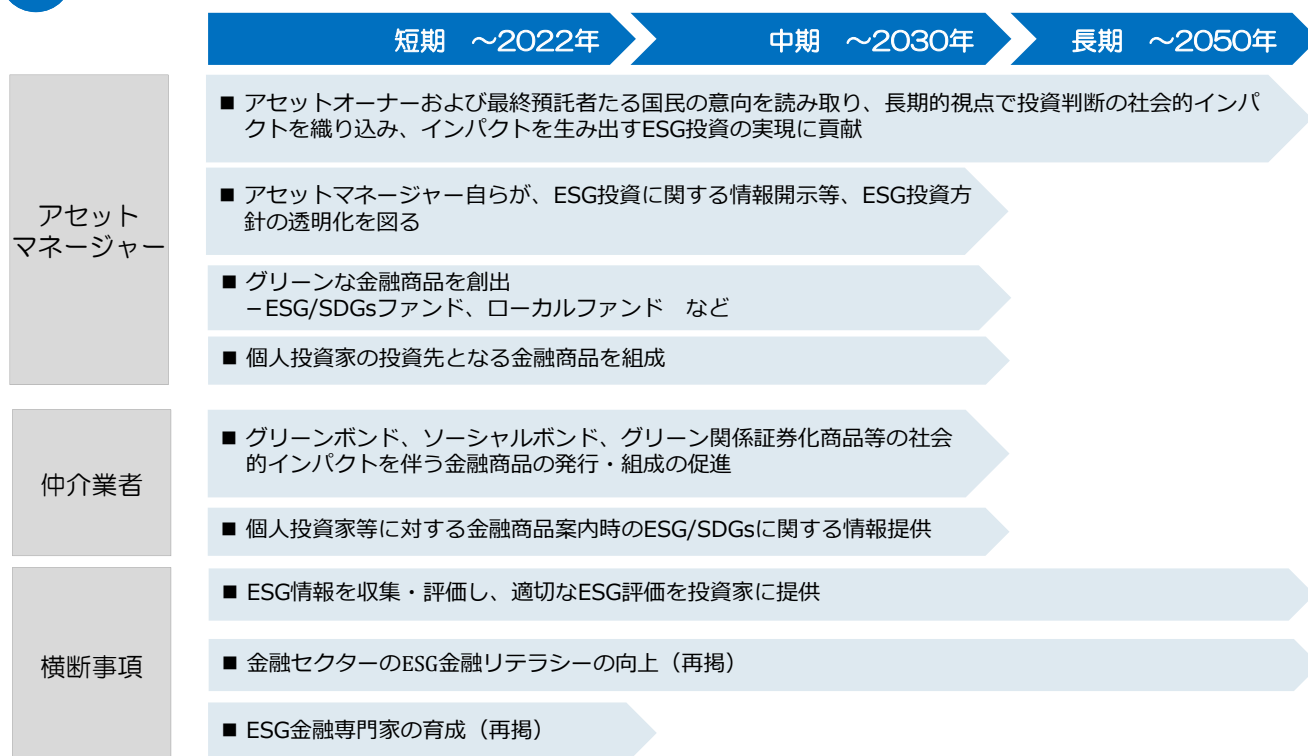 短期　～2022年
中期　～2030年
長期　～2050年
アセット
マネージャー
■ アセットオーナーおよび最終預託者たる国民の意向を読み取り、長期的視点で投資判断の社会的インパ
クトを織り込み、インパクトを生み出すESG投資の実現に貢献
■ アセットマネージャー自らが、ESG投資に関する情報開示等、ESG投資方
針の透明化を図る
■ グリーンな金融商品を創出
－ESG/SDGsファンド、ローカルファンド　など
■ 個人投資家の投資先となる金融商品を組成
仲介業者
■ グリーンボンド、ソーシャルボンド、グリーン関係証券化商品等の社会
的インパクトを伴う金融商品の発行・組成の促進
■ 個人投資家等に対する金融商品案内時のESG/SDGsに関する情報提供
横断事項
■ ESG情報を収集・評価し、適切なESG評価を投資家に提供
■ 金融セクターのESG金融リテラシーの向上（再掲）
■ ESG金融専門家の育成（再掲）